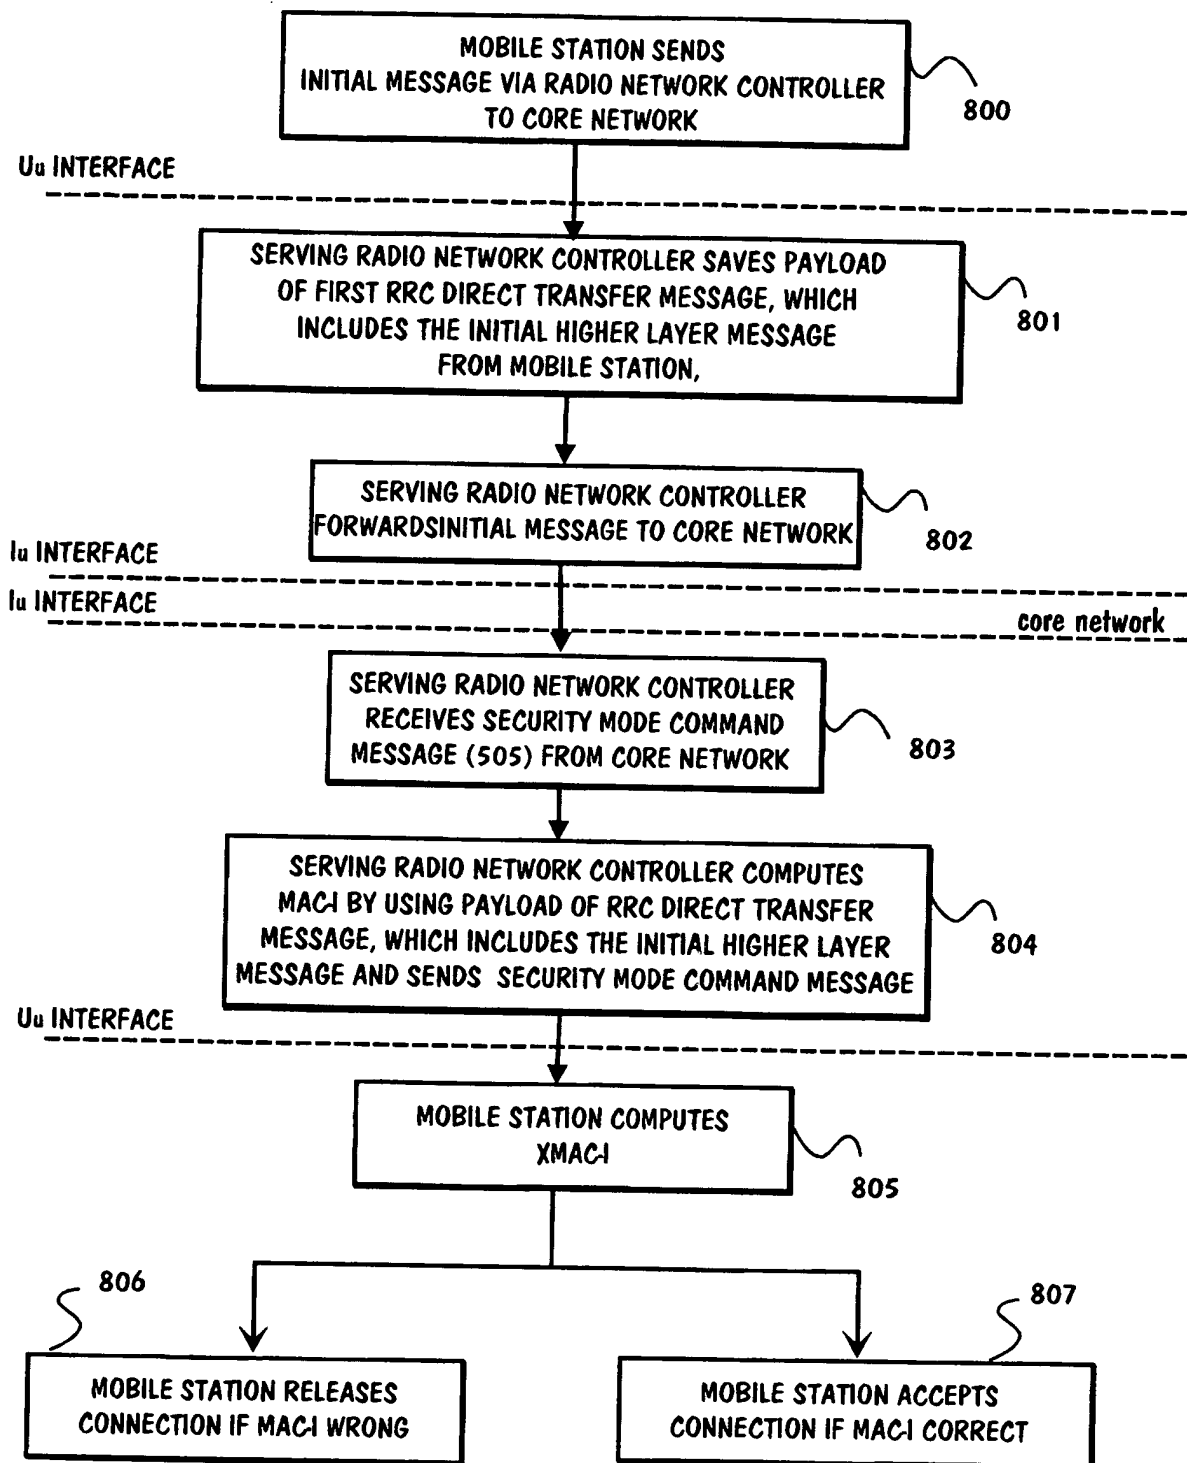 MOBILE STATION SENDS
INITIAL MESSAGE VIA RADIO NETWORK CONTROLLER
TO CORE NETWORK
800
Uu INTERFACE
SERVING RADIO NETWORK CONTROLLER SAVES PAYLOAD
OF FIRST RRC DIRECT TRANSFER MESSAGE, WHICH
INCLUDES THE INITIAL HIGHER LAYER MESSAGE
FROM MOBILE STATION,
801
SERVING RADIO NETWORK CONTROLLER
FORWARDSINITIAL MESSAGE TO CORE NETWORK
802
Iu INTERFACE
Iu INTERFACE
core network
SERVING RADIO NETWORK CONTROLLER
RECEIVES SECURITY MODE COMMAND
MESSAGE (505) FROM CORE NETWORK
803
SERVING RADIO NETWORK CONTROLLER COMPUTES
MAC-I BY USING PAYLOAD OF RRC DIRECT TRANSFER
MESSAGE, WHICH INCLUDES THE INITIAL HIGHER LAYER
MESSAGE AND SENDS SECURITY MODE COMMAND MESSAGE
804
Uu INTERFACE
MOBILE STATION COMPUTES
XMAC-I
805
806
807
MOBILE STATION RELEASES
CONNECTION IF MAC-I WRONG
MOBILE STATION ACCEPTS
CONNECTION IF MAC-I CORRECT